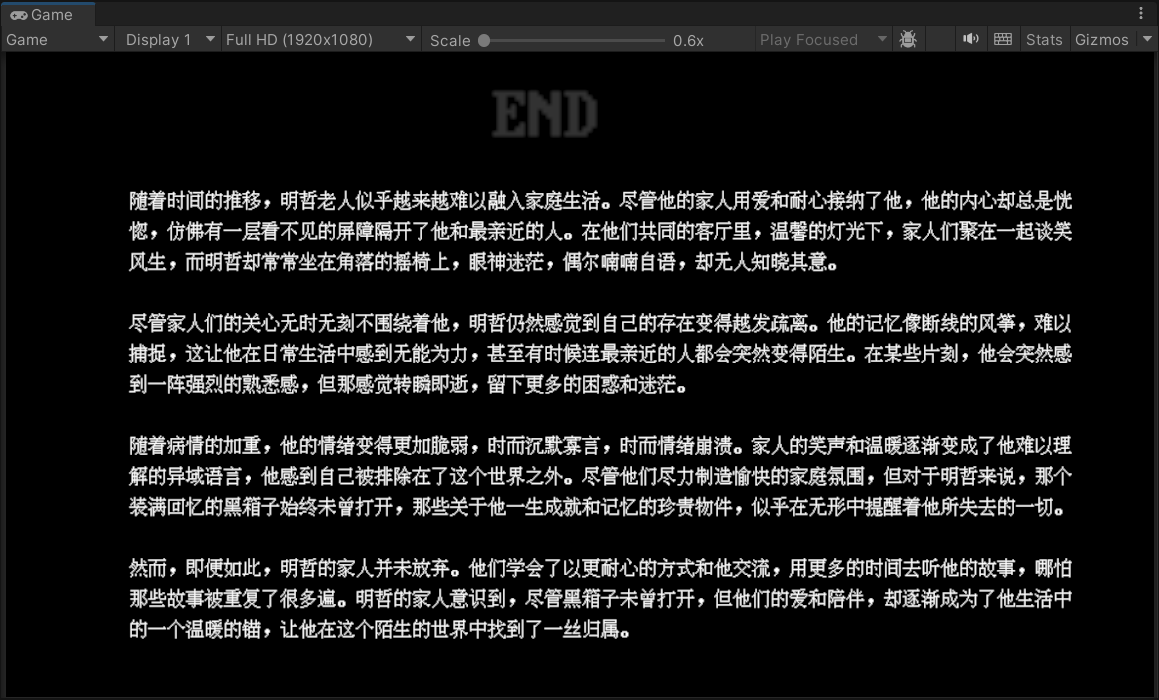 Game
Game
Display 1
Full HD (1920x1080)
Scale
0.6x
Play Focused
Stats
Gizmos
END
随着时间的推移，明哲老人似乎越来越难以融入家庭生活。尽管他的家人用爱和耐心接纳了他，他的内心却总是恍
惚，仿佛有一层看不见的屏障隔开了他和最亲近的人。在他们共同的客厅里，温馨的灯光下，家人们聚在一起谈笑
风生，而明哲却常常坐在角落的摇椅上，眼神迷茫，偶尔喃喃自语，却无人知晓其意。
尽管家人们的关心无时无刻不围绕着他，明哲仍然感觉到自己的存在变得越发疏离。他的记忆像断线的风筝，难以
捕捉，这让他在日常生活中感到无能为力，甚至有时候连最亲近的人都会突然变得陌生。在某些片刻，他会突然感
到一阵强烈的熟悉感，但那感觉转瞬即逝，留下更多的困惑和迷茫。
随着病情的加重，他的情绪变得更加脆弱，时而沉默寡言，时而情绪崩溃。家人的笑声和温暖逐渐变成了他难以理
解的异域语言，他感到自己被排除在了这个世界之外。尽管他们尽力制造愉快的家庭氛围，但对于明哲来说，那个
装满回忆的黑箱子始终未曾打开，那些关于他一生成就和记忆的珍贵物件，似乎在无形中提醒着他所失去的一切。
然而，即便如此，明哲的家人并未放弃。他们学会了以更耐心的方式和他交流，用更多的时间去听他的故事，哪怕
那些故事被重复了很多遍。明哲的家人意识到，尽管黑箱子未曾打开，但他们的爱和陪伴，却逐渐成为了他生活中
的一个温暖的锚，让他在这个陌生的世界中找到了一丝归属。